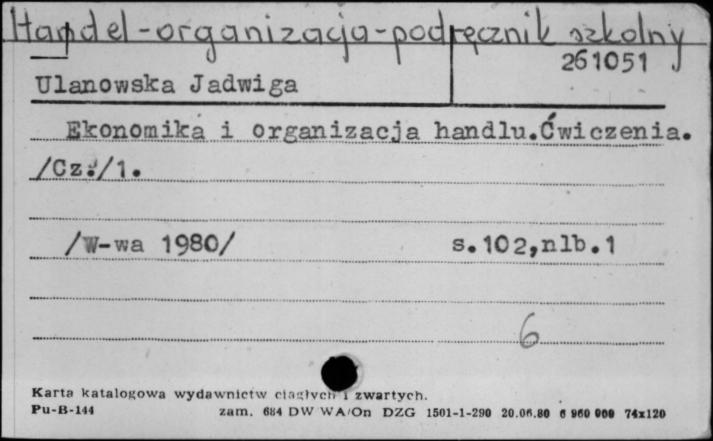 Handel-organizacja-podręcznik szkolny
261051
Ulanowska Jadwiga
Ekonomika i organizacja handlu.Ćwiczenia.
/Cz./1.
/W-wa 1980/ s.102,nlb.1
6
Karta katalogowa wydawnictw ciągłych i zwartych.
Pu-B-144 zam. 684 DW WA/On DZG 1501-1-290 20.06.80 6 960 000 74x120